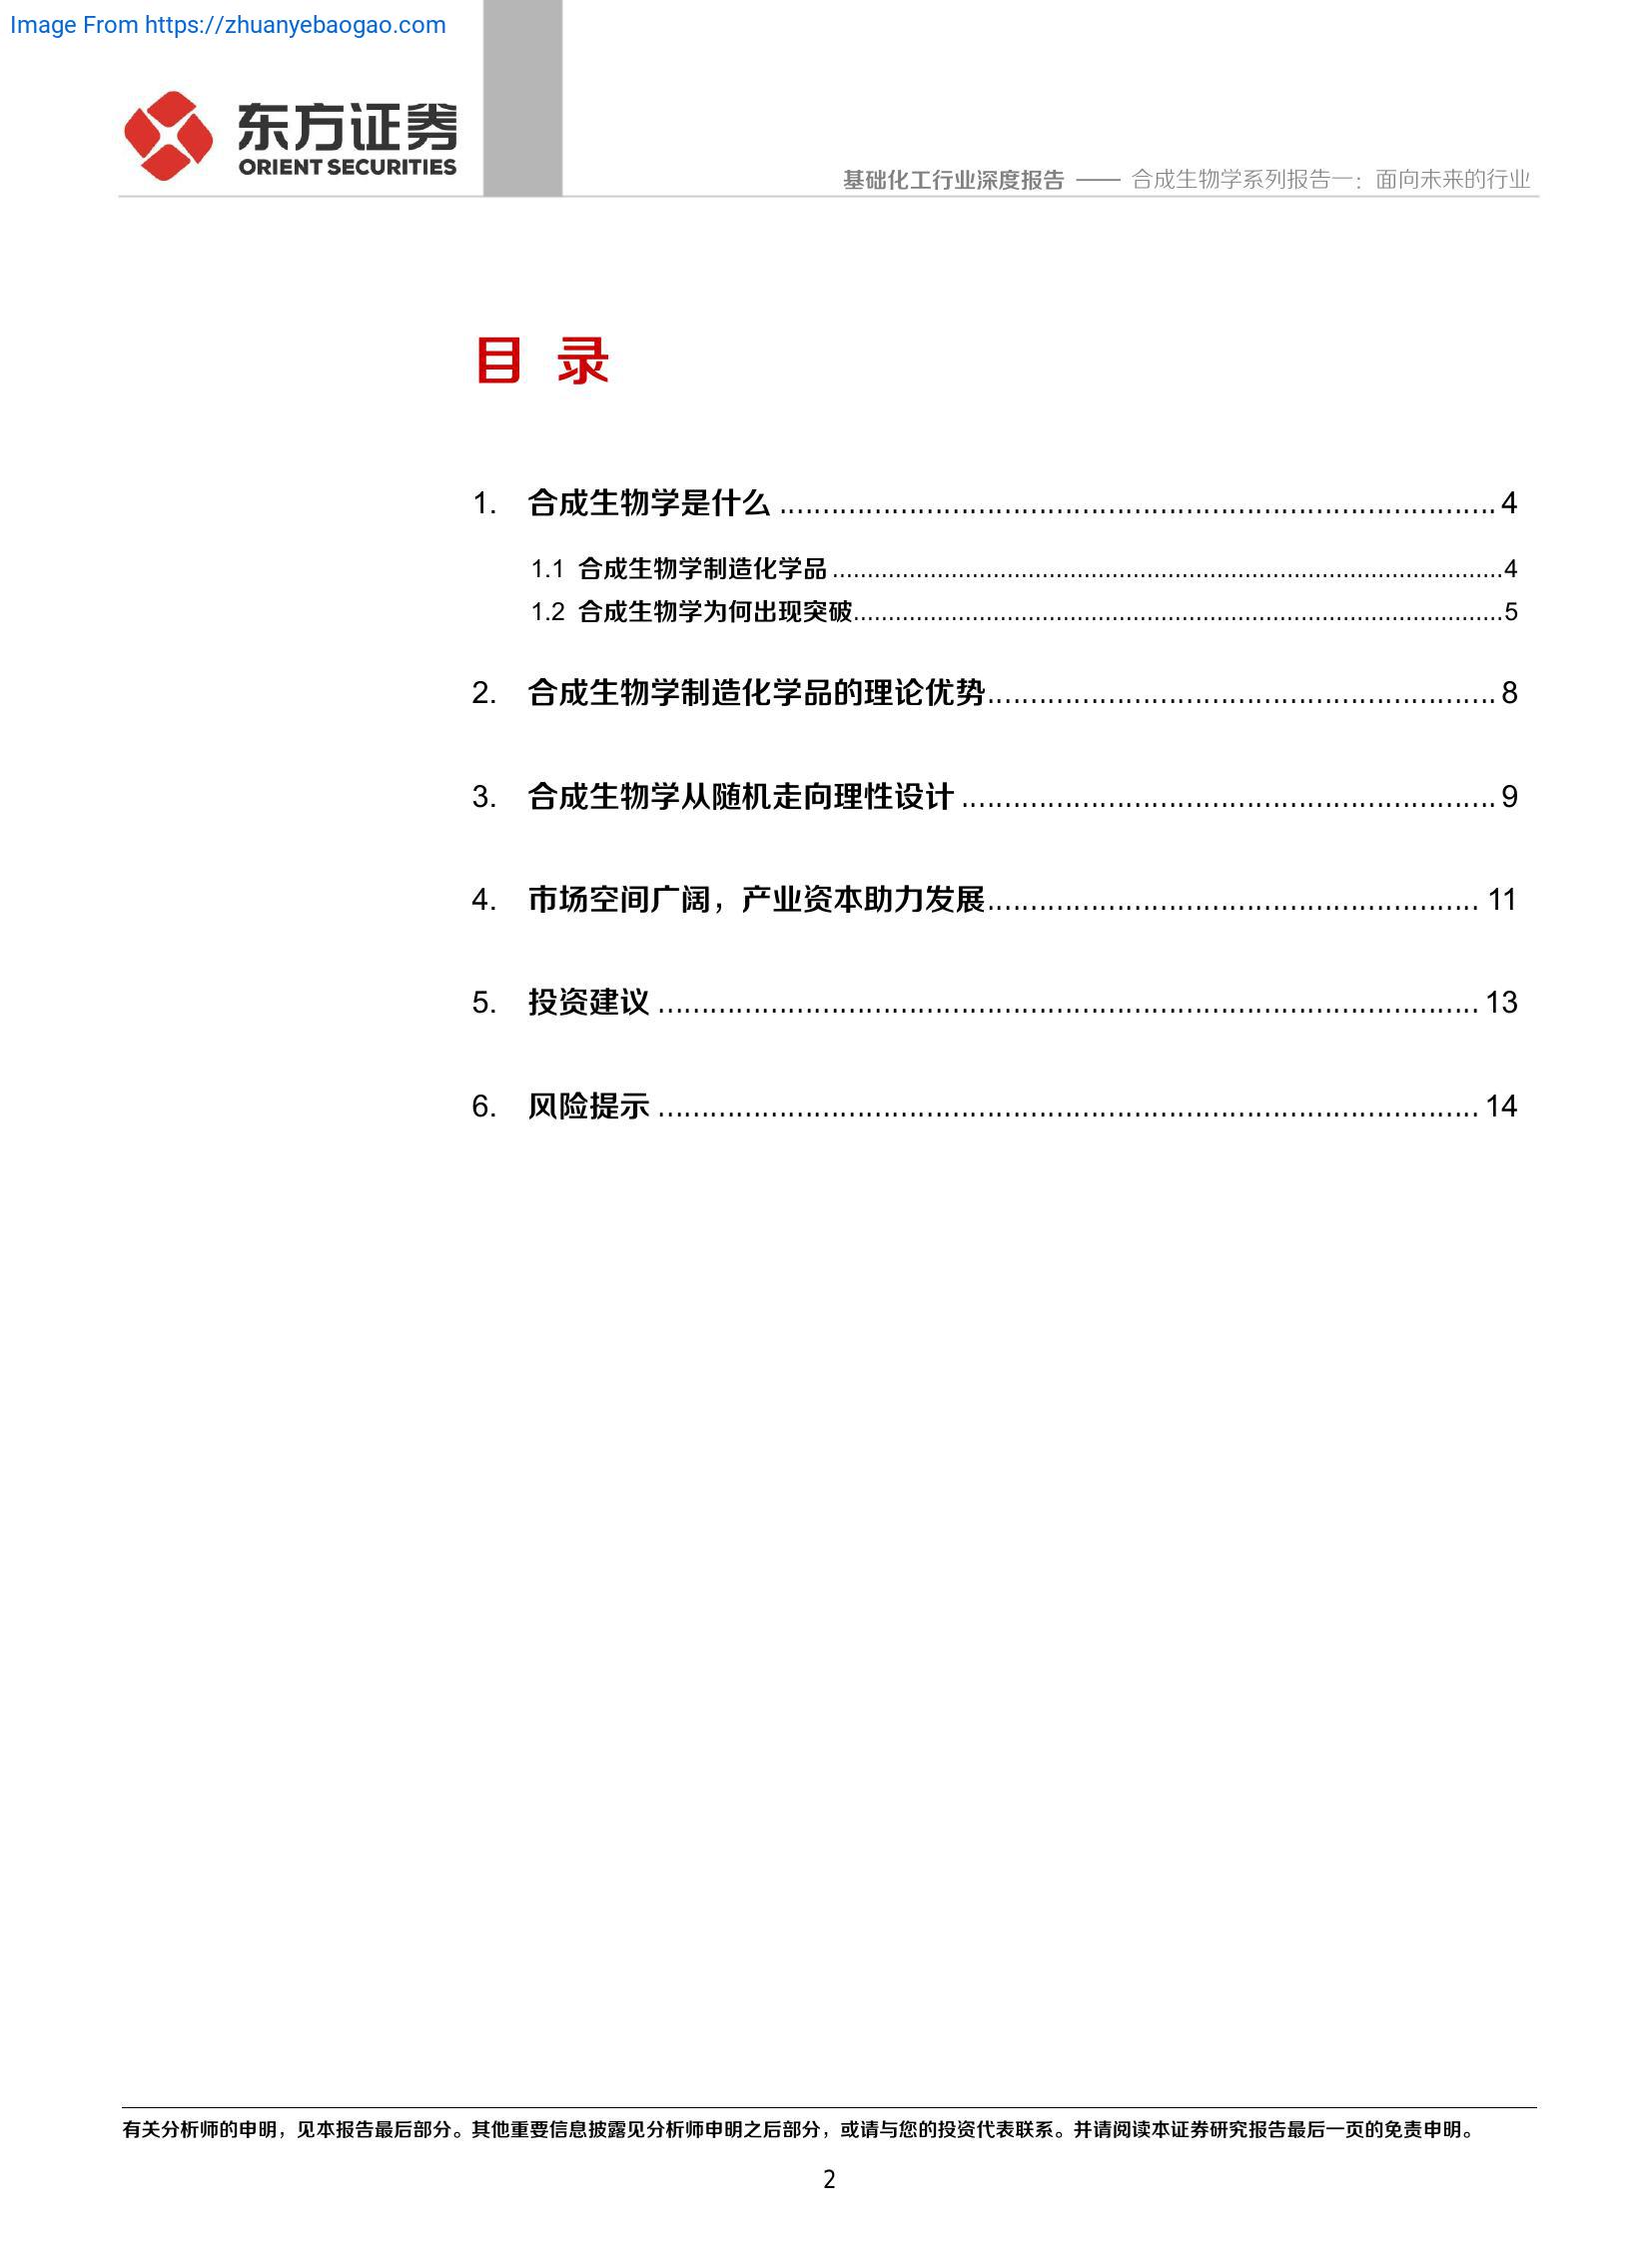 Image From https://zhuanyebaogao.com
东方证券
ORIENT SECURITIES
基础化工行业深度报告 —— 合成生物学系列报告一：面向未来的行业
目 录
1. 合成生物学是什么 ........................................................................ 4
1.1 合成生物学制造化学品 ........................................................................ 4
1.2 合成生物学为何出现突破 ........................................................................ 5
2. 合成生物学制造化学品的理论优势 ........................................................................ 8
3. 合成生物学从随机走向理性设计 ........................................................................ 9
4. 市场空间广阔，产业资本助力发展 ........................................................................ 11
5. 投资建议 ........................................................................ 13
6. 风险提示 ........................................................................ 14
有关分析师的申明，见本报告最后部分。其他重要信息披露见分析师申明之后部分，或请与您的投资代表联系。并请阅读本证券研究报告最后一页的免责申明。
2